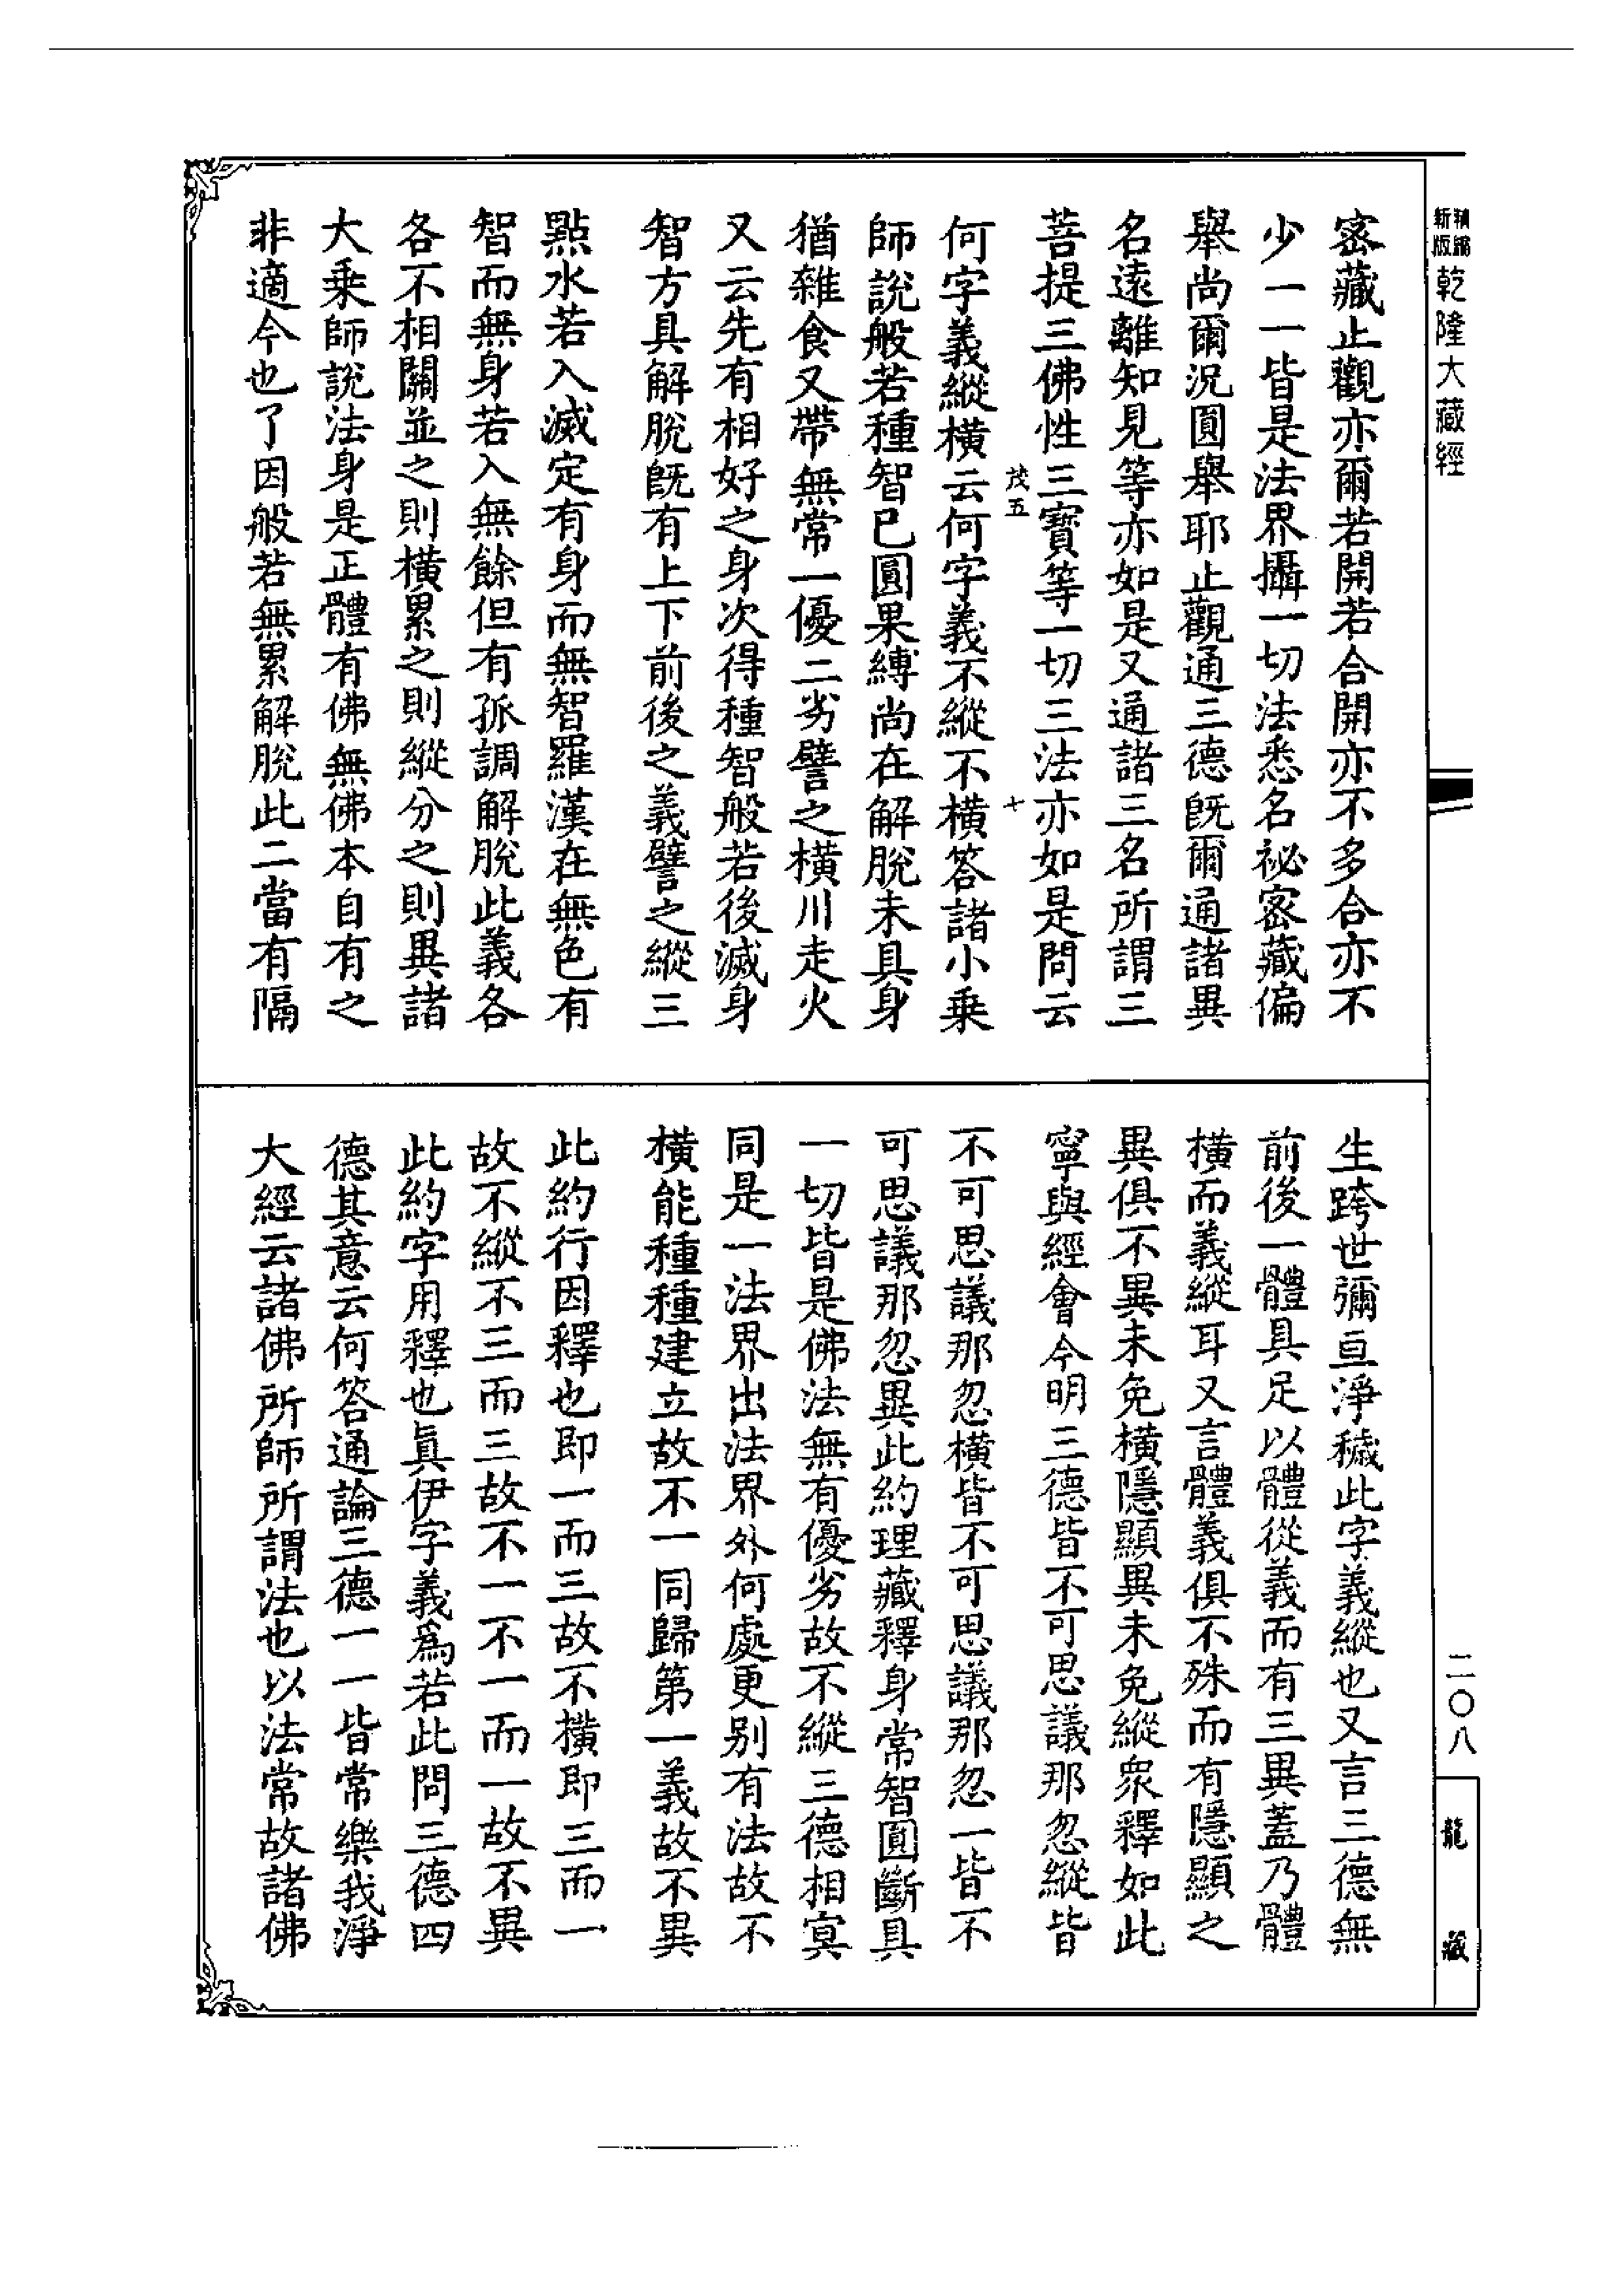 新版精縮
乾隆大藏經
密藏止觀亦爾若開若合開亦不多合亦不
少一一皆是法界攝一切法悉名祕密藏偏
舉尚爾況圓舉耶止觀通三德旣爾通諸異
名遠離知見等亦如是又通諸三名所謂三
菩提三佛性三寶等一切三法亦如是問云
茂五 七
何字義縱橫云何字義不縱不橫答諸小乘
師說般若種智已圓果縛尚在解脫未具身
猶雜食又帶無常一優二劣譬之橫川走火
又云先有相好之身次得種智般若後滅身
智方具解脫旣有上下前後之義譬之縱三
點水若入滅定有身而無智羅漢在無色有
智而無身若入無餘但有孤調解脫此義各
各不相關並之則橫累之則縱分之則異諸
大乘師說法身是正體有佛無佛本自有之
非適今也了因般若無累解脫此二當有隔
生跨世彌亘淨穢此字義縱也又言三德無
前後一體具足以體從義而有三異蓋乃體
橫而義縱耳又言體義俱不殊而有隱顯之
異俱不異未免橫隱顯異未免縱衆釋如此
寧與經會今明三德皆不可思議那忽縱皆
不可思議那忽橫皆不可思議那忽一皆不
可思議那忽異此約理藏釋身常智圓斷具
一切皆是佛法無有優劣故不縱三德相冥
同是一法界出法界外何處更别有法故不
橫能種種建立故不一同歸第一義故不異
此約行因釋也即一而三故不橫即三而一
故不縱不三而三故不一不一而一故不異
此約字用釋也眞伊字義爲若此問三德四
德其意云何答通論三德一一皆常樂我淨
大經云諸佛所師所謂法也以法常故諸佛
二〇八
龍藏